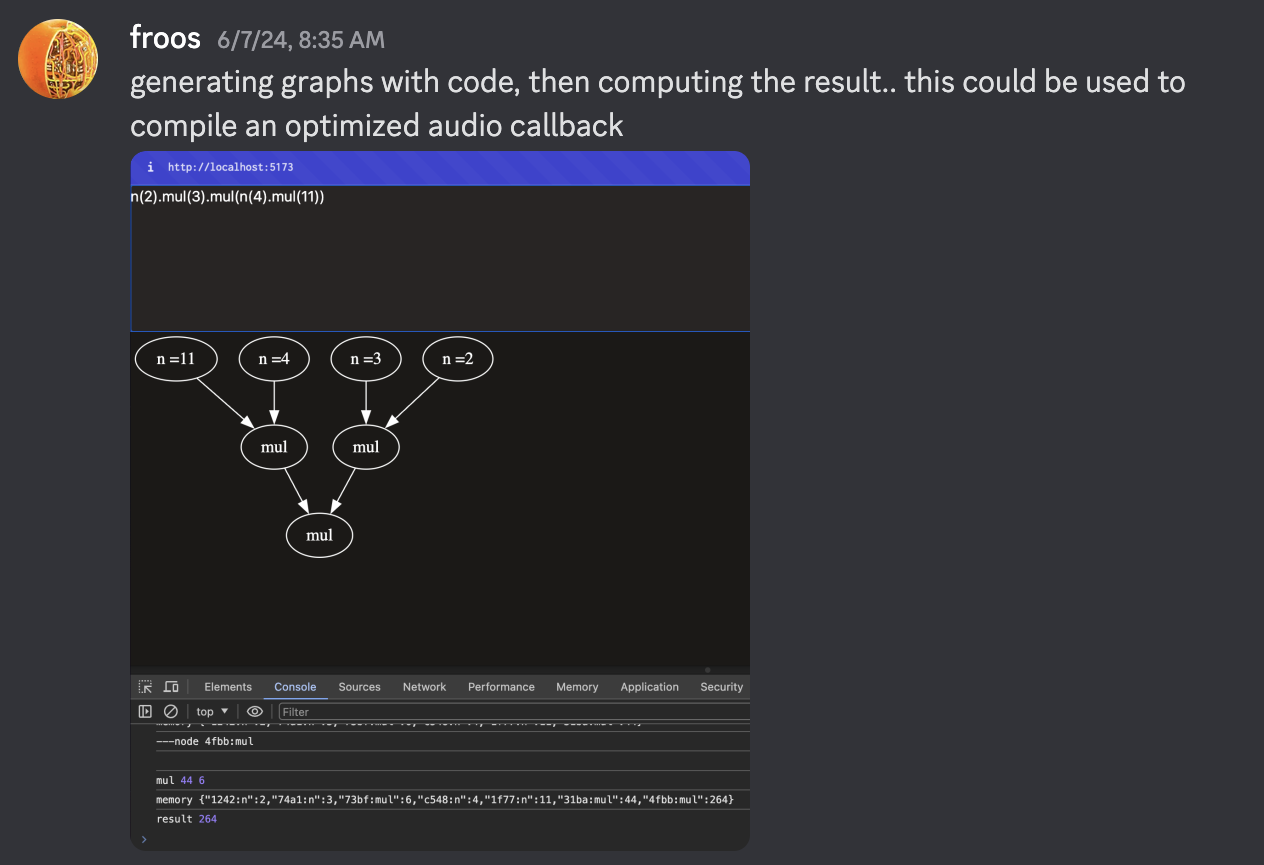 froos 6/7/24, 8:35 AM
generating graphs with code, then computing the result.. this could be used to
compile an optimized audio callback
i http://localhost:5173
n(2).mul(3).mul(n(4).mul(11))
n =11 n =4 n =3 n =2
mul mul
mul
Elements Console Sources Network Performance Memory Application Security
top ▼ Filter
---node 4fbb:mul
mul 44 6
memory {"1242:n":2,"74a1:n":3,"73bf:mul":6,"c548:n":4,"1f77:n":11,"31ba:mul":44,"4fbb:mul":264}
result 264
>